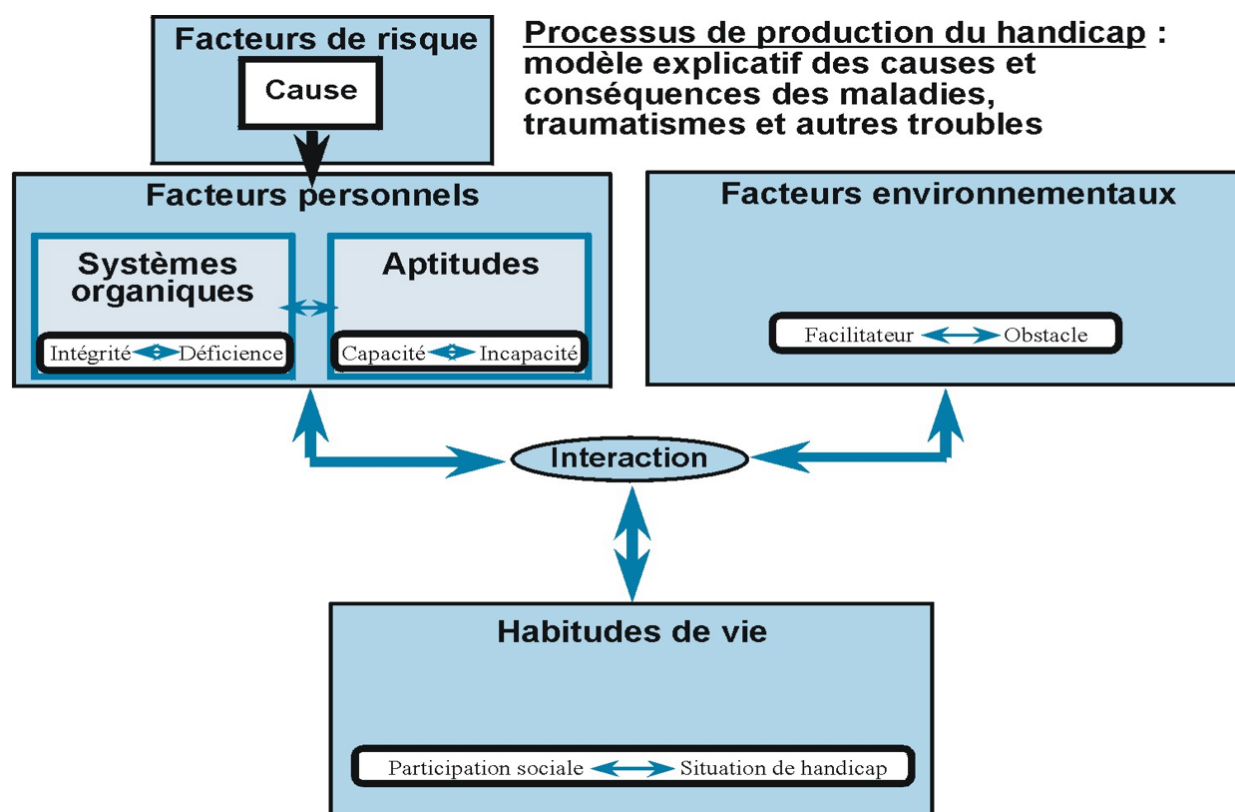 Facteurs de risque
Cause
Processus de production du handicap :
modèle explicatif des causes et
conséquences des maladies,
traumatismes et autres troubles
Facteurs personnels
Systèmes
organiques
Intégrité Déficience
Aptitudes
Capacité Incapacité
Facteurs environnementaux
Facilitateur Obstacle
Interaction
Habitudes de vie
Participation sociale Situation de handicap